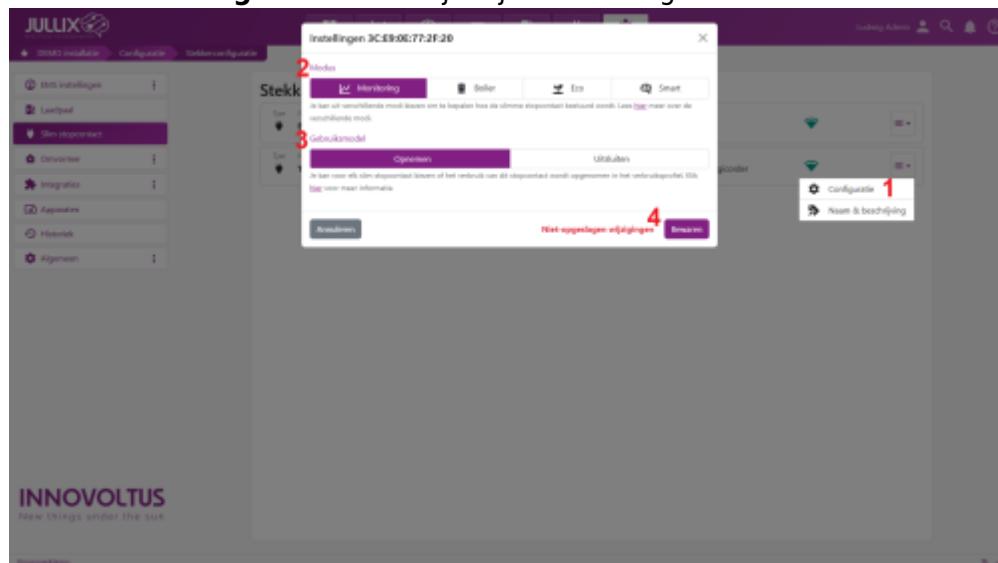 JULLIX
Ludwig Admin
DEMO installatie
Configuratie
Stekkerconfiguratie
EMS instellingen
Laadpaal
Slim stopcontact
Omvormer
Integraties
Apparaten
Historiek
Algemeen
Stekk
Instellingen 3C:E9:0E:77:2F:20
2
Modus
Monitoring
Boiler
Eco
Smart
Je kan uit verschillende modi kiezen om te bepalen hoe de slimme stopcontact bestuurd wordt. Lees hier meer over de
verschillende modi.
3
Gebruiksmodel
Opnemen
Uitsluiten
Je kan voor elk slim stopcontact kiezen of het verbruik van dit stopcontact wordt opgenomen in het verbruiksprofiel. Klik
hier voor meer informatie.
Annuleren
Niet-opgeslagen wijzigingen
4
Bewaren
Configuratie
1
Naam & beschrijving
INNOVOLTUS
New things under the sun